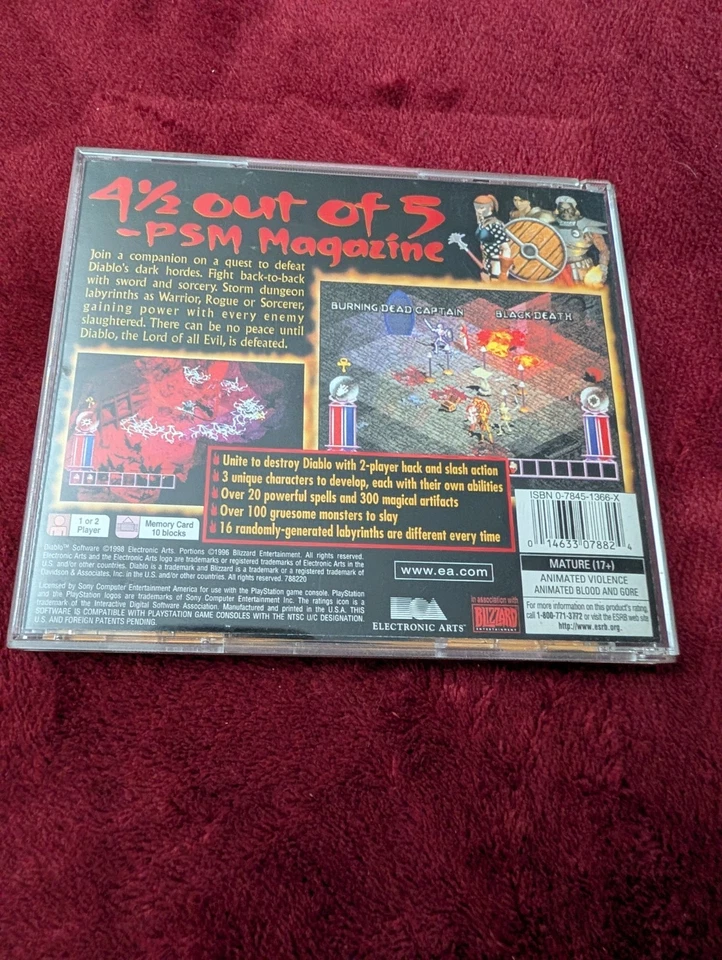 4½ out of 5
-PSM Magazine
Join a companion on a quest to defeat
Diablo's dark hordes. Fight back-to-back
with sword and sorcery. Storm dungeon
labyrinths as Warrior, Rogue or Sorcerer,
gaining power with every enemy
slaughtered. There can be no peace until
Diablo, the Lord of all Evil, is defeated.
BURNING DEAD CAPTAIN
BLACK DEATH
Unite to destroy Diablo with 2-player hack and slash action
3 unique characters to develop, each with their own abilities
Over 20 powerful spells and 300 magical artifacts
Over 100 gruesome monsters to slay
16 randomly-generated labyrinths are different every time
1 or 2
Player
Memory Card
10 blocks
Diablo™ Software ©1998 Electronic Arts. Portions ©1996 Blizzard Entertainment. All rights reserved.
Electronic Arts and the Electronic Arts logo are trademarks or registered trademarks of Electronic Arts in the
U.S. and/or other countries. Diablo is a trademark and Blizzard is a trademark or a registered trademark of
Davidson & Associates, Inc. in the U.S. and/or other countries. All rights reserved. 788220
Licensed by Sony Computer Entertainment America for use with the PlayStation game console. PlayStation
and the PlayStation logos are trademarks of Sony Computer Entertainment Inc. The ratings icon is a
trademark of the Interactive Digital Software Association. Manufactured and printed in the U.S.A. THIS
SOFTWARE IS COMPATIBLE WITH PLAYSTATION GAME CONSOLES WITH THE NTSC U/C DESIGNATION.
U.S. AND FOREIGN PATENTS PENDING.
www.ea.com
EA
ELECTRONIC ARTS™
in association with
BLIZZARD
ENTERTAINMENT
ISBN 0-7845-1366-X
0 14633 07882 4
MATURE (17+)
ANIMATED VIOLENCE
ANIMATED BLOOD AND GORE
For more information on this product's rating,
call 1-800-771-3772 or visit the ESRB web site
http://www.esrb.org.